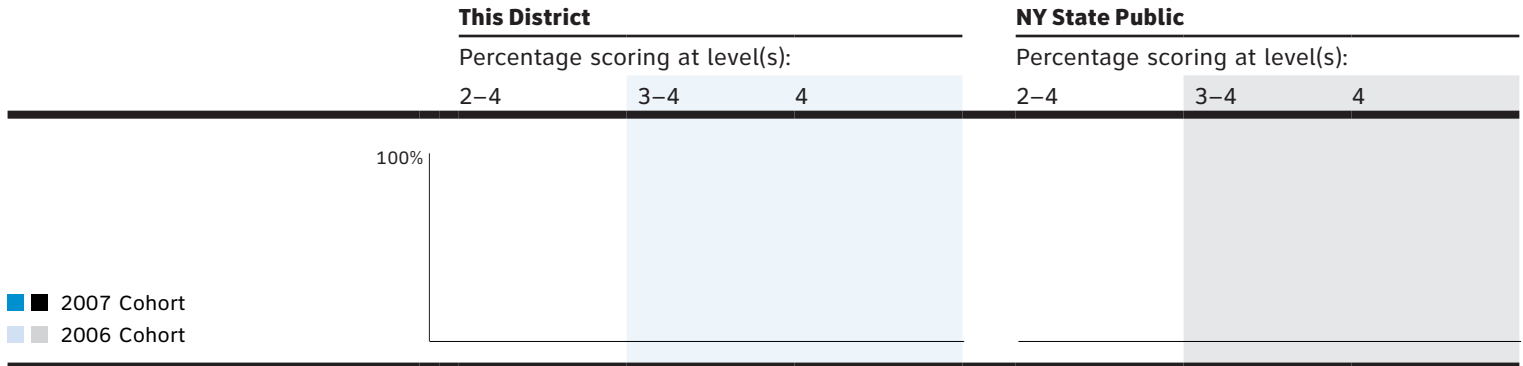 This District NY State Public
Percentage scoring at level(s): Percentage scoring at level(s):
2–4 3–4 4 2–4 3–4 4
100%
2007 Cohort
2006 Cohort